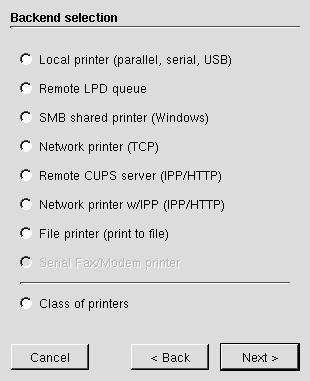 Backend selection
Local printer (parallel, serial, USB)
Remote LPD queue
SMB shared printer (Windows)
Network printer (TCP)
Remote CUPS server (IPP/HTTP)
Network printer w/IPP (IPP/HTTP)
File printer (print to file)
Serial Fax/Modem printer
Class of printers
Cancel
< Back
Next >